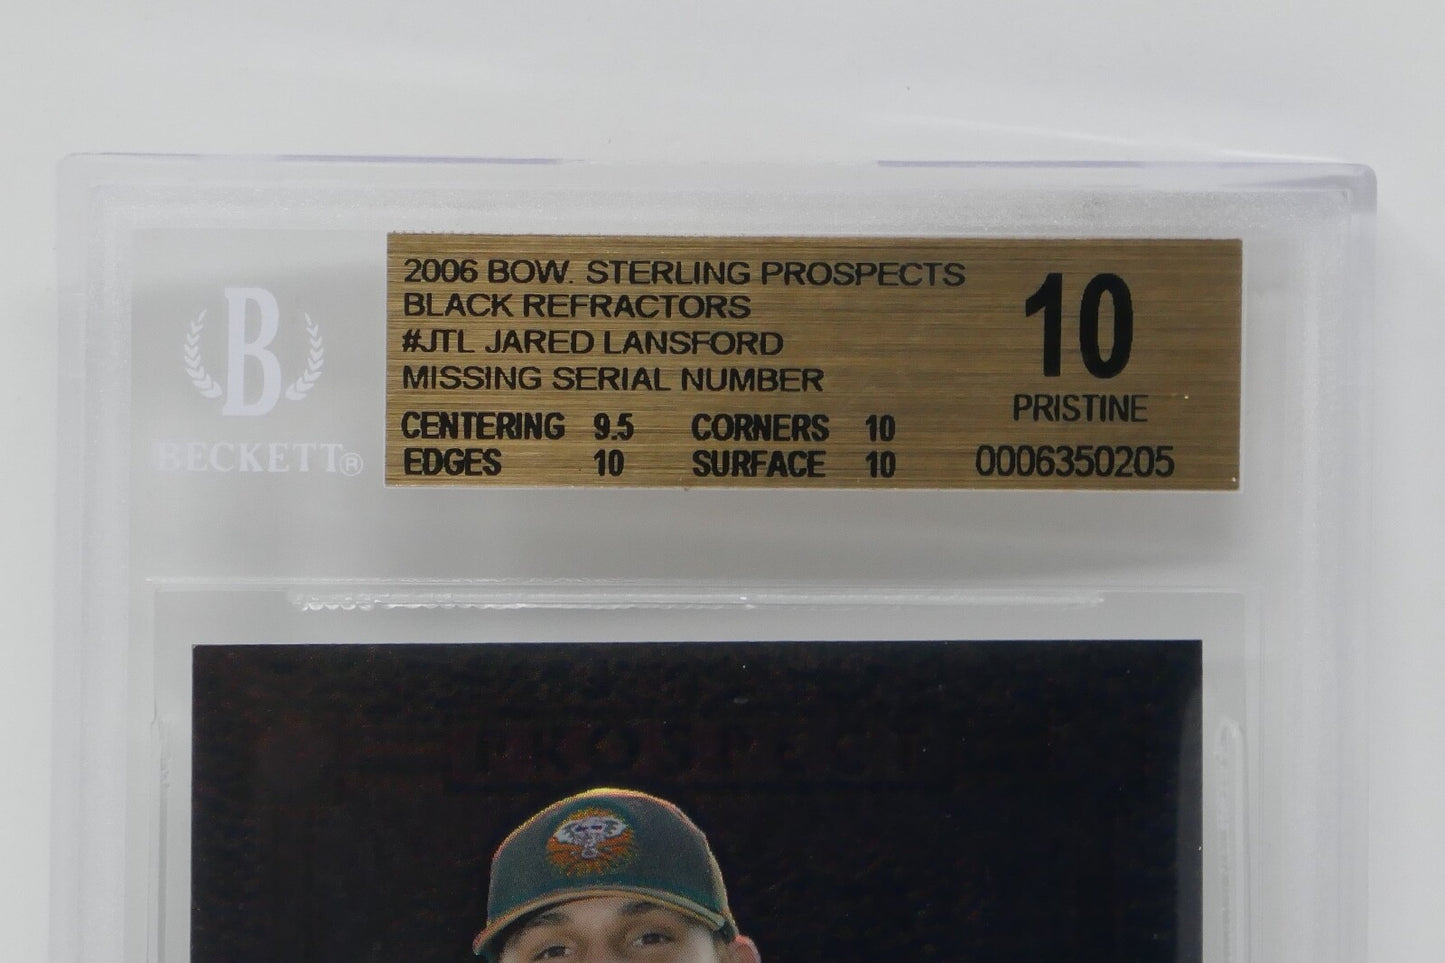 B
BECKETT®
2006 BOW. STERLING PROSPECTS
BLACK REFRACTORS
#JTL JARED LANSFORD
MISSING SERIAL NUMBER
CENTERING 9.5 CORNERS 10
EDGES 10 SURFACE 10
10
PRISTINE
0006350205
PROSPECT